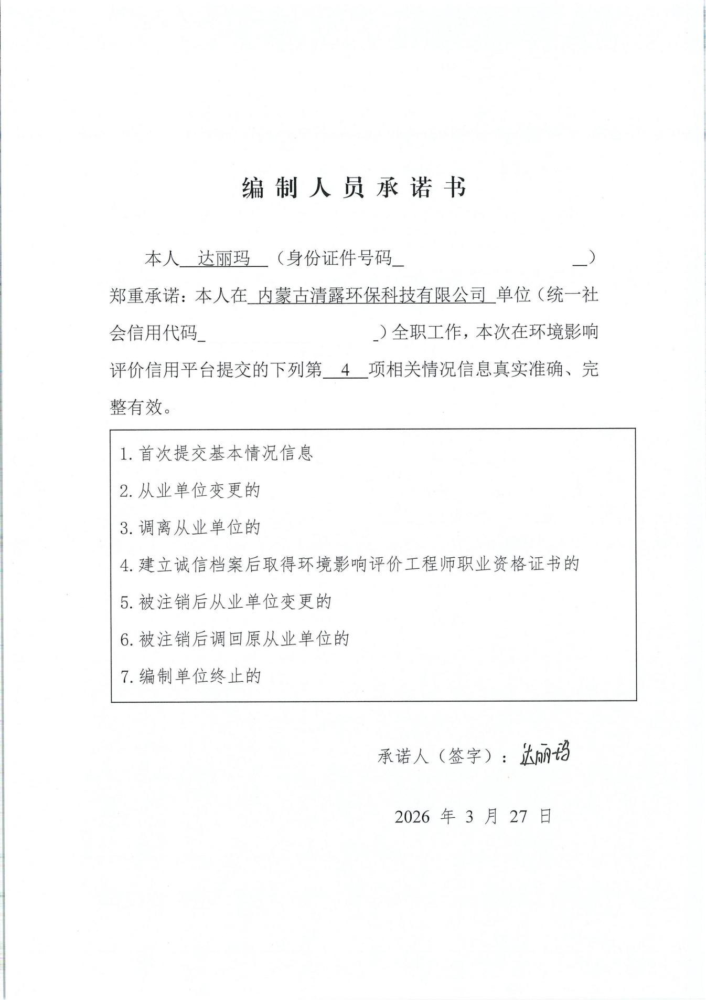 编制人员承诺书
本人 达丽玛 （身份证件号码_ _）
郑重承诺：本人在 内蒙古清露环保科技有限公司 单位（统一社
会信用代码_ _）全职工作，本次在环境影响
评价信用平台提交的下列第 4 项相关情况信息真实准确、完
整有效。
1.首次提交基本情况信息
2.从业单位变更的
3.调离从业单位的
4.建立诚信档案后取得环境影响评价工程师职业资格证书的
5.被注销后从业单位变更的
6.被注销后调回原从业单位的
7.编制单位终止的
承诺人（签字）：达丽玛
2026 年 3 月 27 日